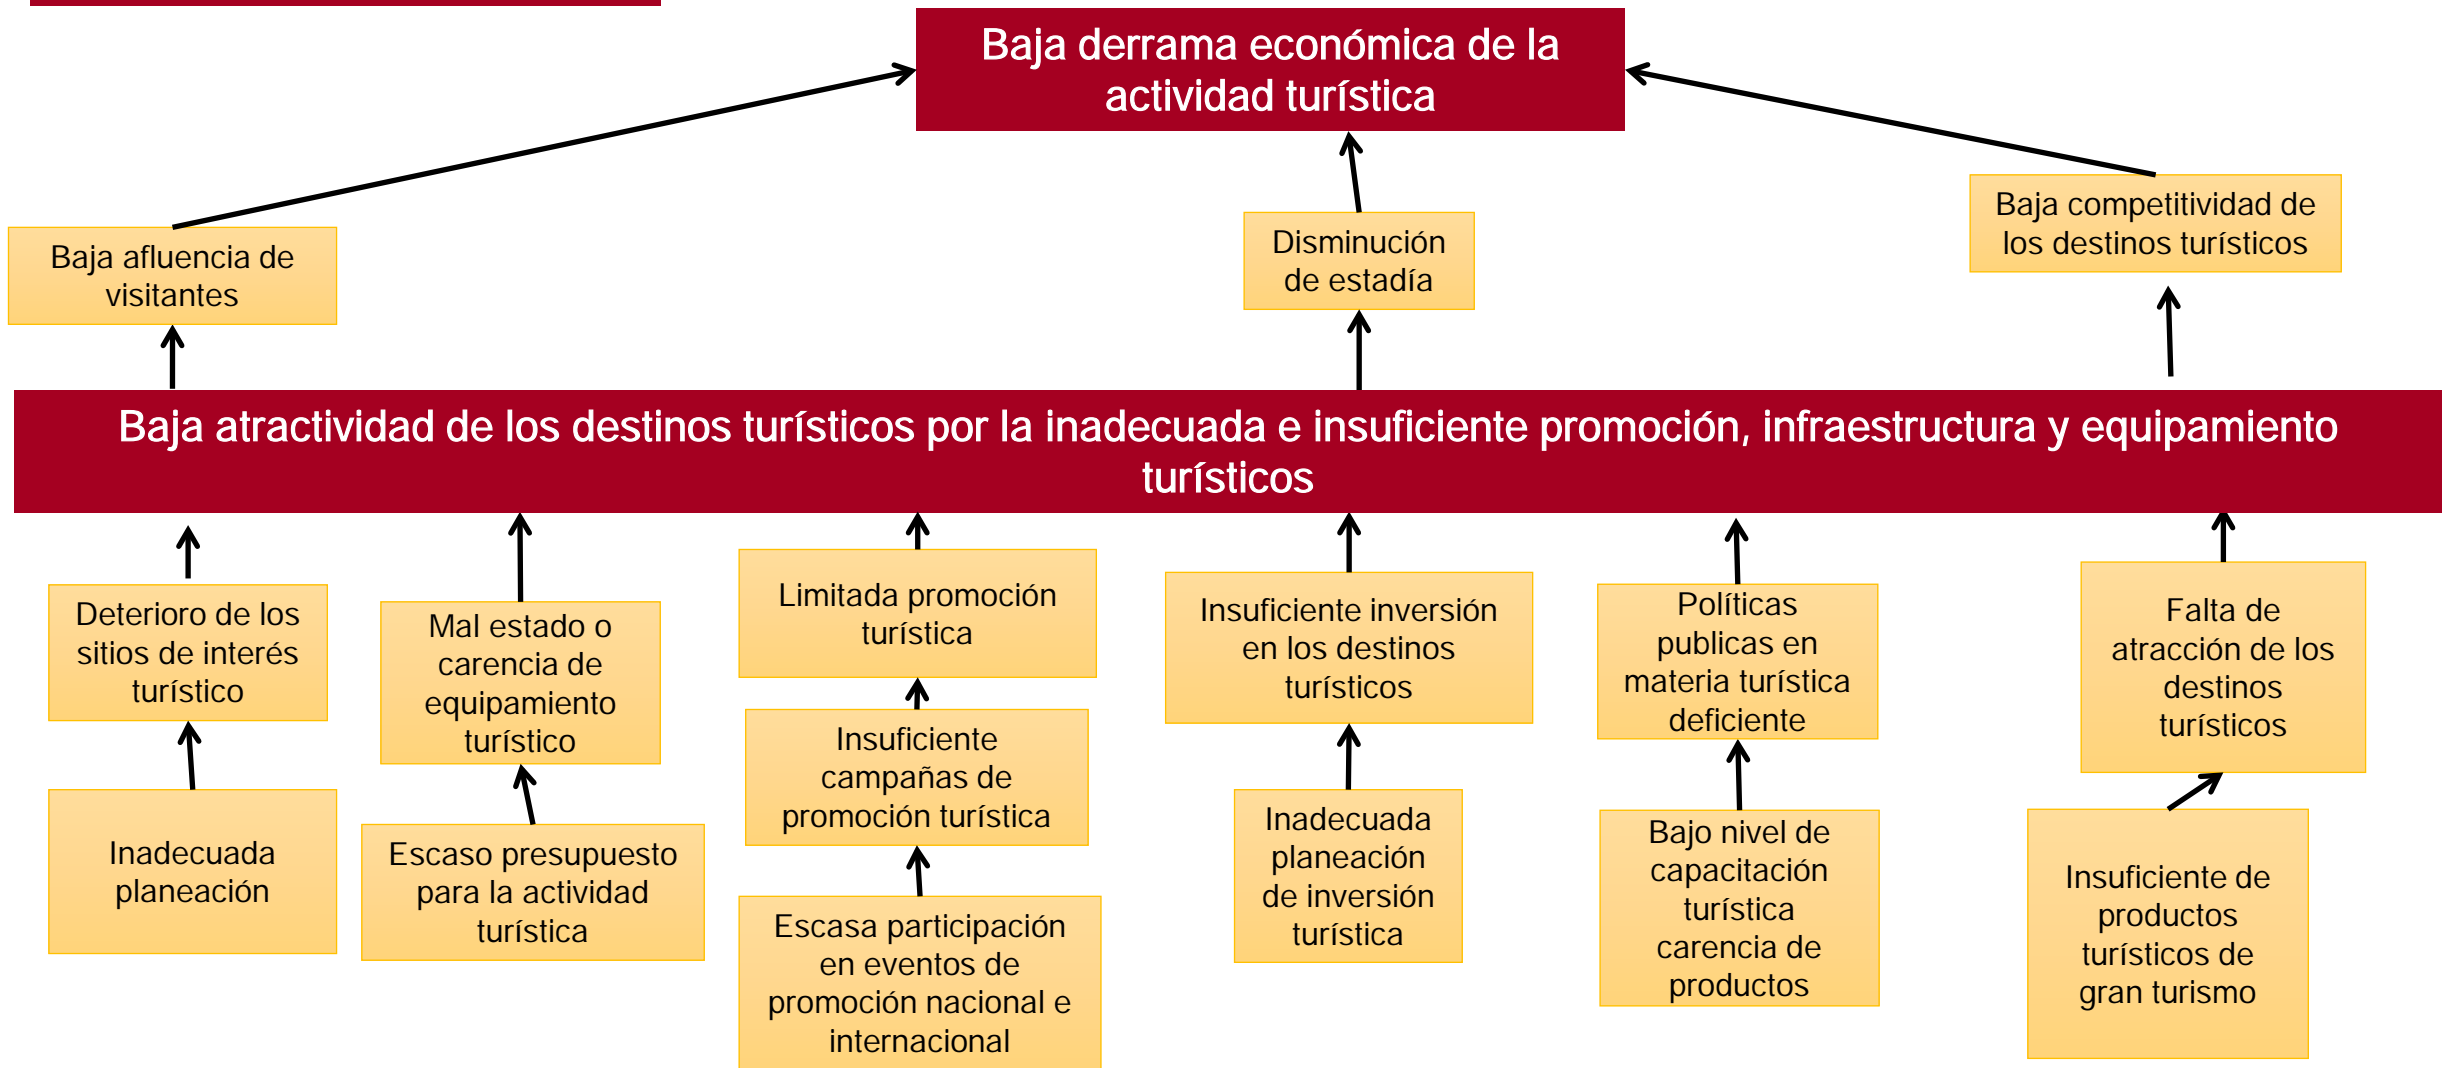 Baja derrama económica de la
actividad turística
Baja afluencia de
visitantes
Disminución
de estadía
Baja competitividad de
los destinos turísticos
Baja atractividad de los destinos turísticos por la inadecuada e insuficiente promoción, infraestructura y equipamiento
turísticos
Deterioro de los
sitios de interés
turístico
Mal estado o
carencia de
equipamiento
turístico
Limitada promoción
turística
Insuficiente inversión
en los destinos
turísticos
Políticas
publicas en
materia turística
deficiente
Falta de
atracción de los
destinos
turísticos
Inadecuada
planeación
Escaso presupuesto
para la actividad
turística
Insuficiente
campañas de
promoción turística
Escasa participación
en eventos de
promoción nacional e
internacional
Inadecuada
planeación
de inversión
turística
Bajo nivel de
capacitación
turística
carencia de
productos
Insuficiente de
productos
turísticos de
gran turismo